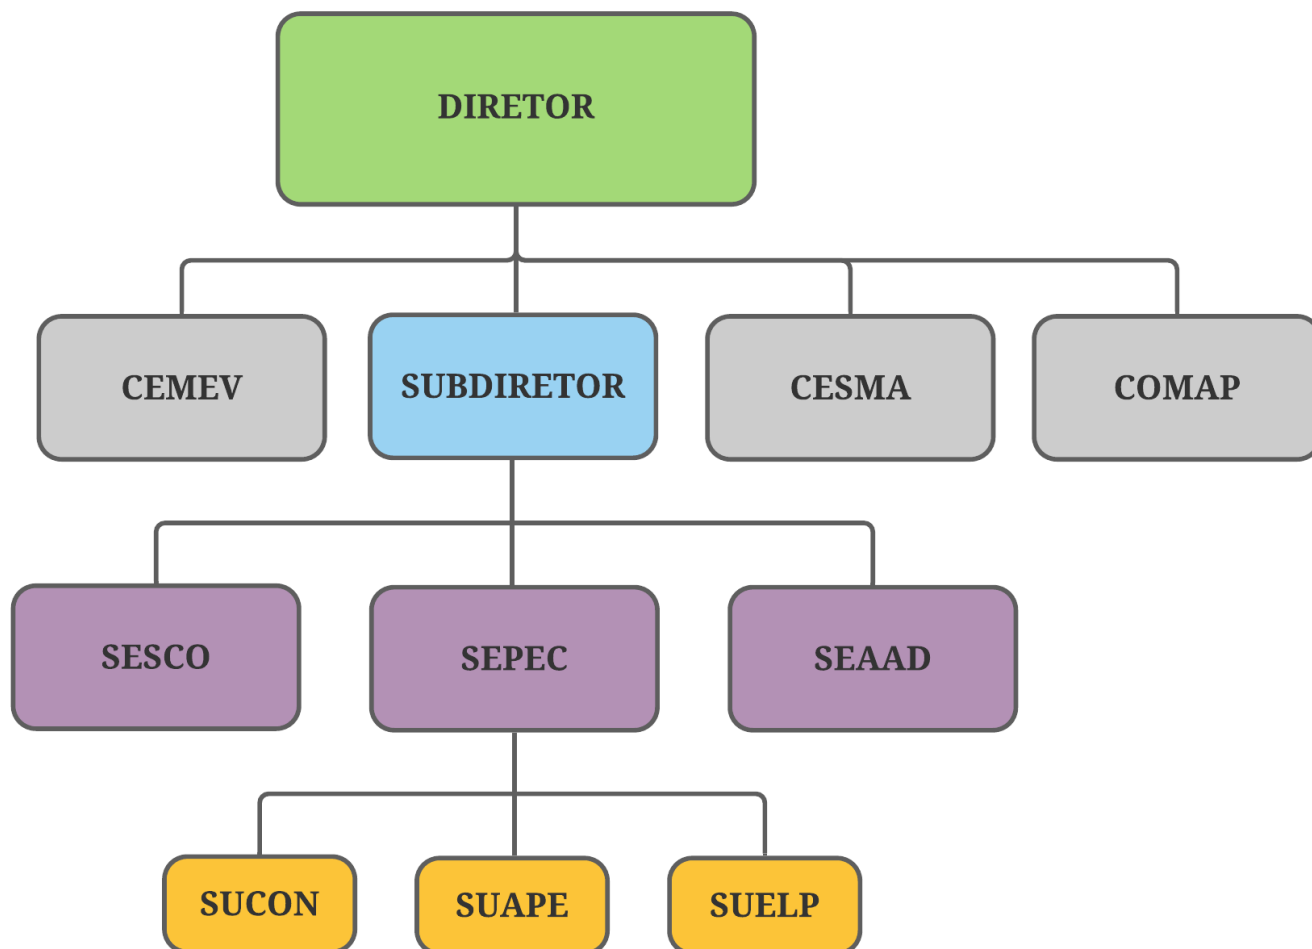 DIRETOR
CEMEV
SUBDIRETOR
CESMA
COMAP
SESCO
SEPEC
SEAAD
SUCON
SUAPE
SUELP